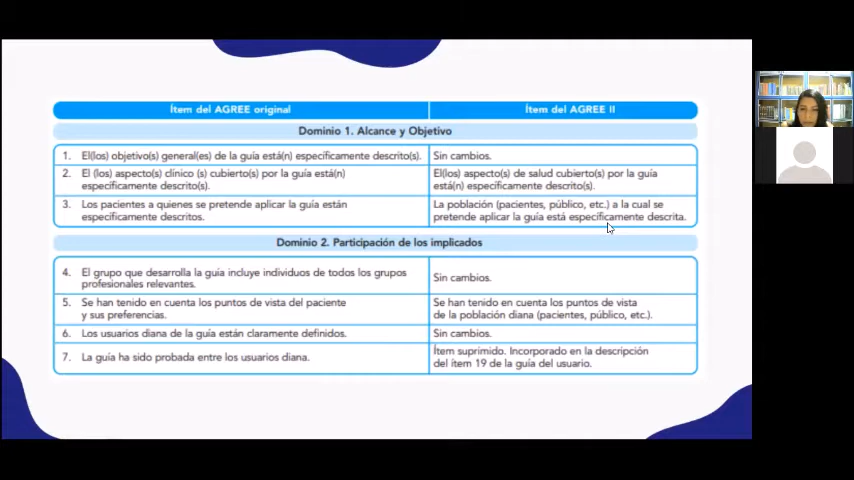 Ítem del AGREE original
Ítem del AGREE II
Dominio 1. Alcance y Objetivo
1. El(los) objetivo(s) general(es) de la guía está(n) específicamente descrito(s).
Sin cambios.
2. El (los) aspecto(s) clínico (s) cubierto(s) por la guía está(n)
específicamente descrito(s).
El(los) aspecto(s) de salud cubierto(s) por la guía
está(n) específicamente descrito(s).
3. Los pacientes a quienes se pretende aplicar la guía están
específicamente descritos.
La población (pacientes, público, etc.) a la cual se
pretende aplicar la guía está específicamente descrita.
Dominio 2. Participación de los implicados
4. El grupo que desarrolla la guía incluye individuos de todos los grupos
profesionales relevantes.
Sin cambios.
5. Se han tenido en cuenta los puntos de vista del paciente
y sus preferencias.
Se han tenido en cuenta los puntos de vista
de la población diana (pacientes, público, etc.).
6. Los usuarios diana de la guía están claramente definidos.
Sin cambios.
7. La guía ha sido probada entre los usuarios diana.
Ítem suprimido. Incorporado en la descripción
del ítem 19 de la guía del usuario.